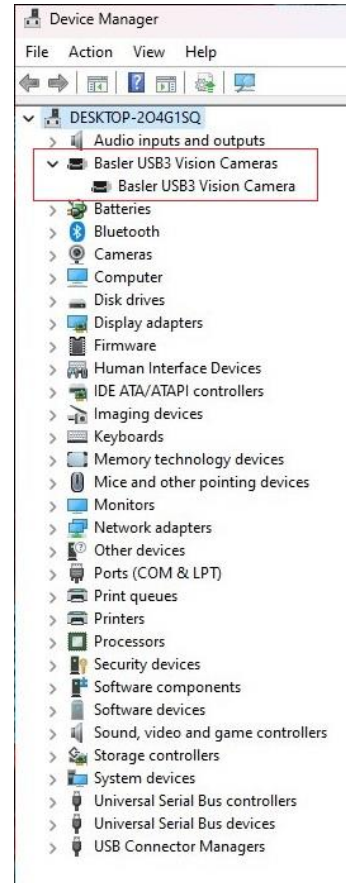 Device Manager
File Action View Help
DESKTOP-2O4G1SQ
Audio inputs and outputs
Basler USB3 Vision Cameras
Basler USB3 Vision Camera
Batteries
Bluetooth
Cameras
Computer
Disk drives
Display adapters
Firmware
Human Interface Devices
IDE ATA/ATAPI controllers
Imaging devices
Keyboards
Memory technology devices
Mice and other pointing devices
Monitors
Network adapters
Other devices
Ports (COM & LPT)
Print queues
Printers
Processors
Security devices
Software components
Software devices
Sound, video and game controllers
Storage controllers
System devices
Universal Serial Bus controllers
Universal Serial Bus devices
USB Connector Managers